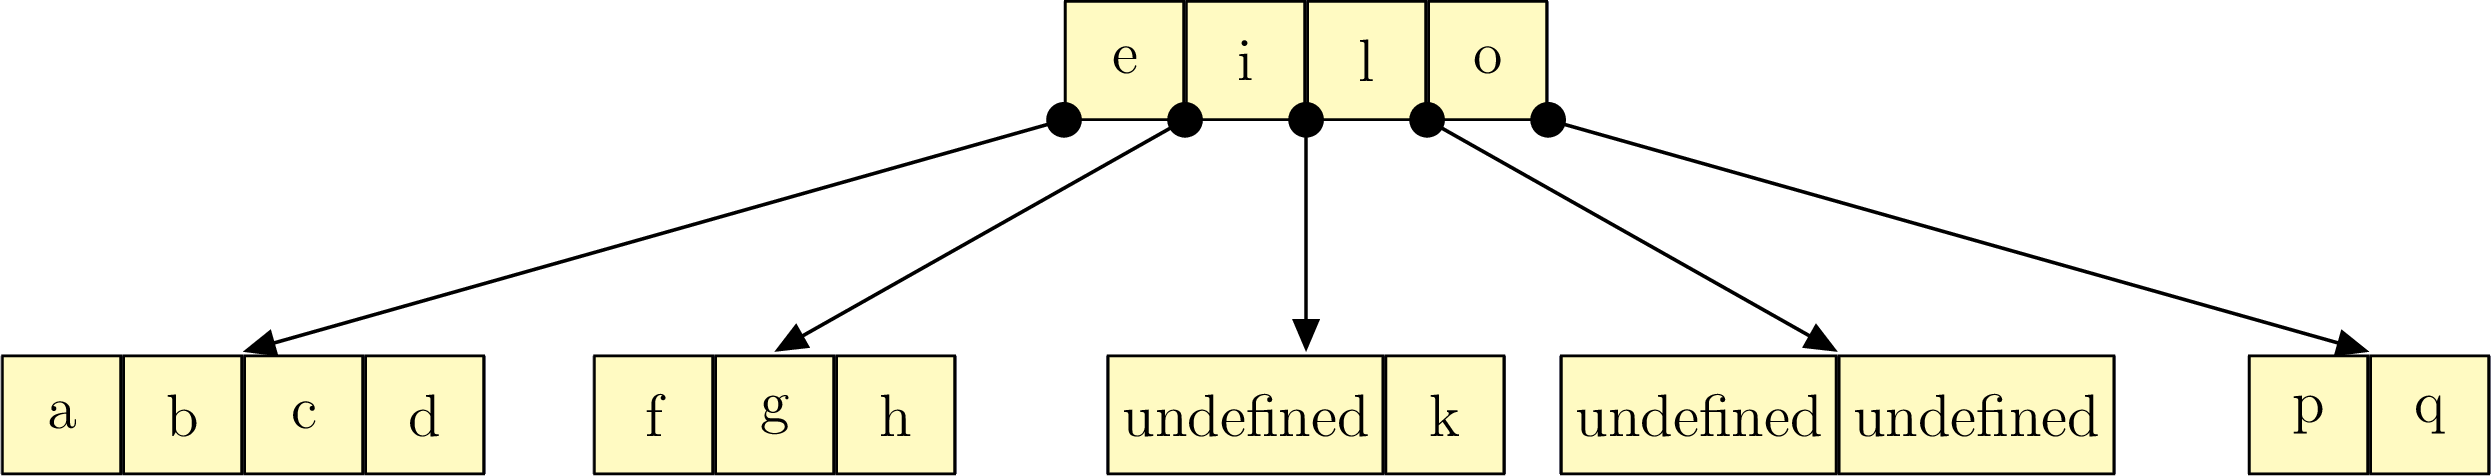 e i l o
a b c d f g h undefined k undefined undefined p q